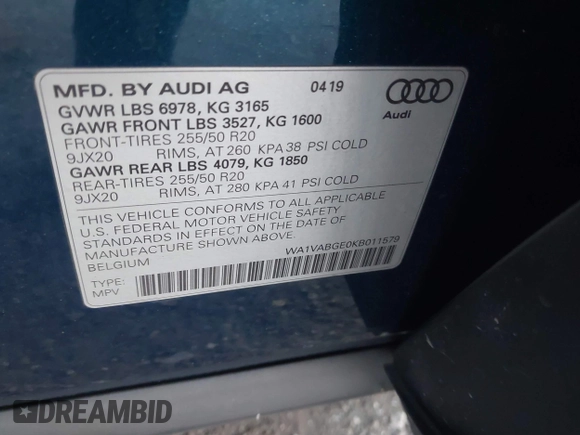 MFD. BY AUDI AG 04 19
GVWR LBS 6978, KG 3165
GAWR FRONT LBS 3527, KG 1600
FRONT-TIRES 255/50 R20
9JX20 RIMS, AT 260 KPA 38 PSI COLD
GAWR REAR LBS 4079, KG 1850
REAR-TIRES 255/50 R20
9JX20 RIMS, AT 280 KPA 41 PSI COLD
THIS VEHICLE CONFORMS TO ALL APPLICABLE
U.S. FEDERAL MOTOR VEHICLE SAFETY
STANDARDS IN EFFECT ON THE DATE OF
MANUFACTURE SHOWN ABOVE.
BELGIUM
WA1VABGE0KB011579
TYPE:
MPV
Audi
DREAMBID